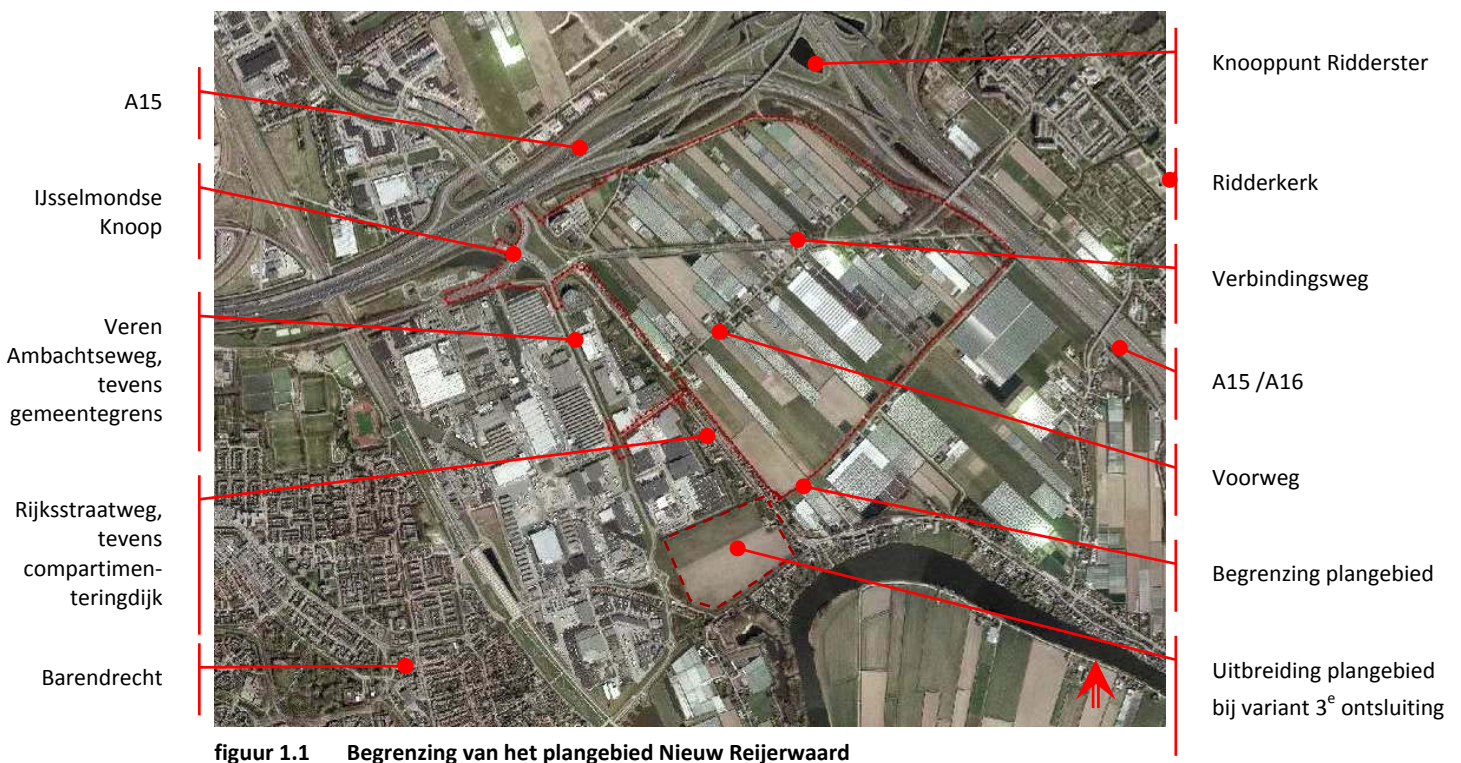 A15
IJsselmondse
Knoop
Veren
Ambachtseweg,
tevens
gemeentegrens
Rijksstraatweg,
tevens
compartimen-
teringdijk
Barendrecht
Knooppunt Ridderster
Ridderkerk
Verbindingsweg
A15 /A16
Voorweg
Begrenzing plangebied
Uitbreiding plangebied
bij variant 3e ontsluiting
figuur 1.1 Begrenzing van het plangebied Nieuw Reijerwaard